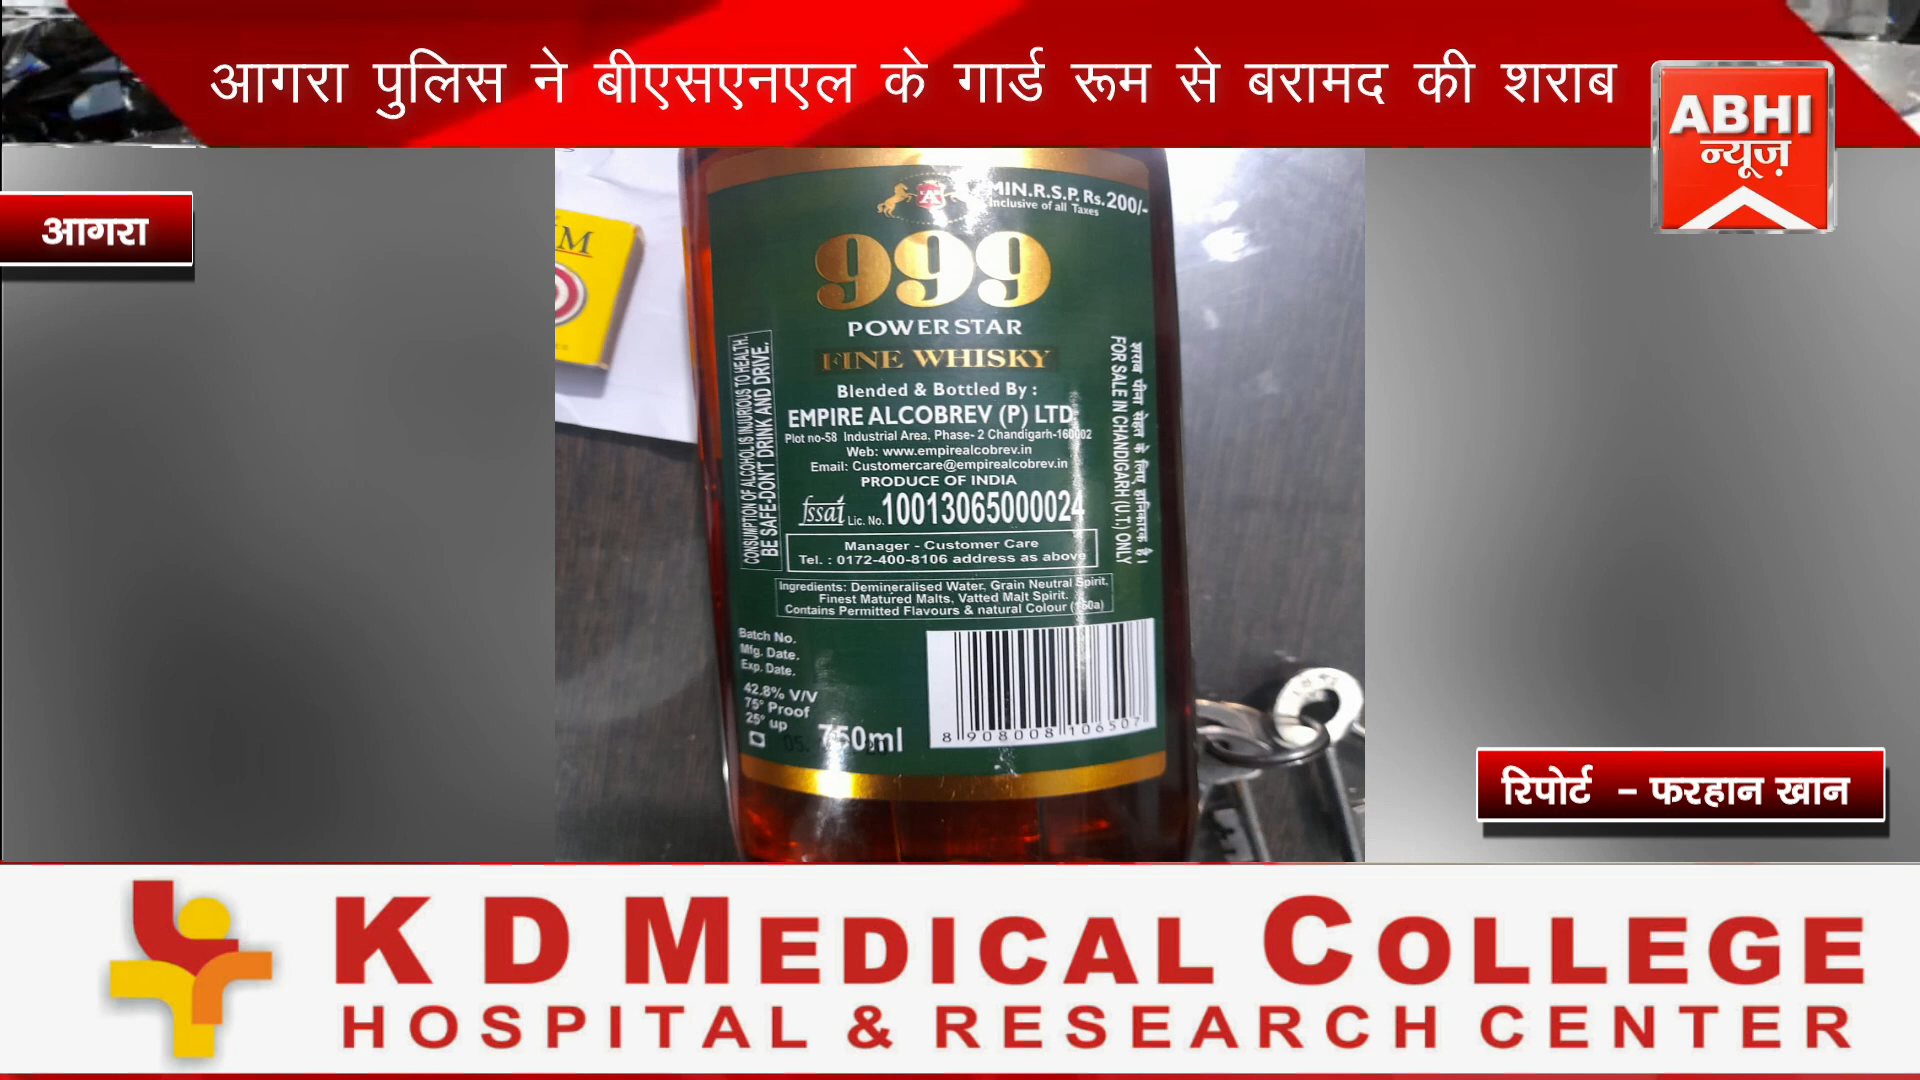 आगरा पुलिस ने बीएसएनएल के गार्ड रूम से बरामद की शराब
ABHI
न्यूज़
आगरा
M
MIN.R.S.P. Rs.200/-
Inclusive of all Taxes
A
999
POWER STAR
FINE WHISKY
Blended & Bottled By :
EMPIRE ALCOBREV (P) LTD
Plot no-58 Industrial Area, Phase- 2 Chandigarh-160002
Web: www.empirealcobrev.in
Email: Customercare@empirealcobrev.in
PRODUCE OF INDIA
fssai Lic. No.10013065000024
Manager - Customer Care
Tel. : 0172-400-8106 address as above
Ingredients: Demineralised Water, Grain Neutral Spirit,
Finest Matured Malts, Vatted Malt Spirit.
Contains Permitted Flavours & natural Colour (150a)
CONSUMPTION OF ALCOHOL IS INJURIOUS TO HEALTH.
BE SAFE-DON'T DRINK AND DRIVE.
शराब पीना सेहत के लिए हानिकारक है।
FOR SALE IN CHANDIGARH (U.T.) ONLY
Batch No.
Mfg. Date.
Exp. Date.
42.8% V/V
75° Proof
25° up
750ml
8 908008 106507
रिपोर्ट - फरहान खान
K D MEDICAL COLLEGE
HOSPITAL & RESEARCH CENTER